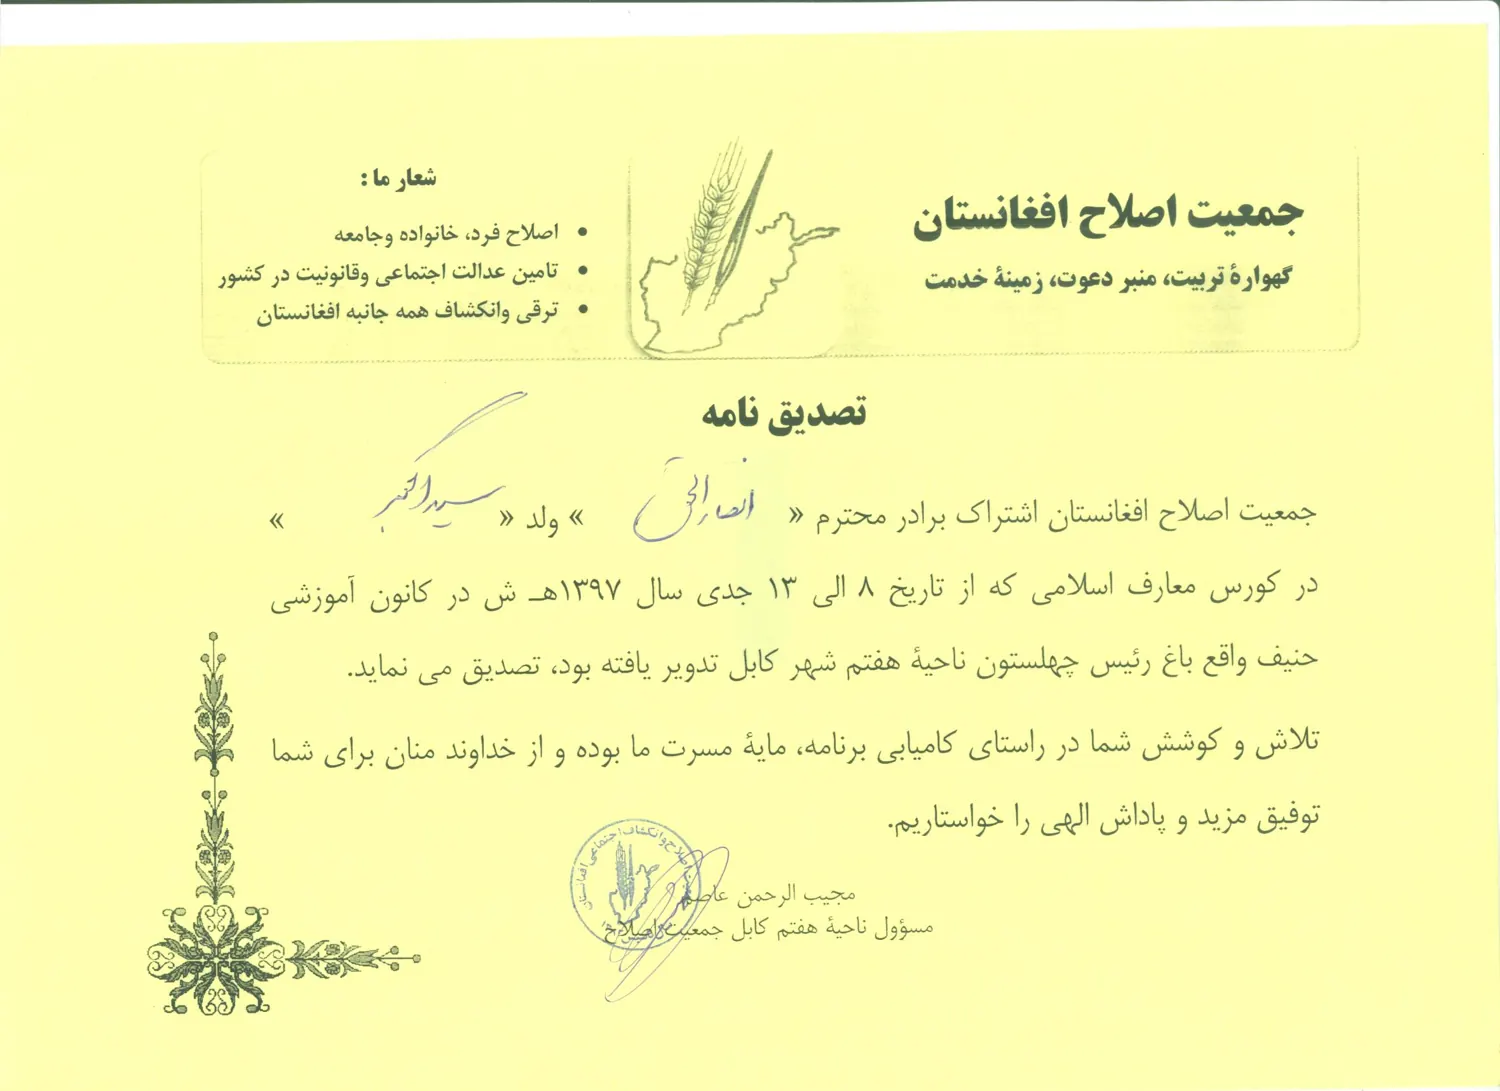 جمعیت اصلاح افغانستان
گهوارهٔ تربیت، منبر دعوت، زمینهٔ خدمت
شعار ما :
• اصلاح فرد، خانواده وجامعه
• تامین عدالت اجتماعی وقانونیت در کشور
• ترقی وانکشاف همه جانبه افغانستان
تصدیق نامه
جمعیت اصلاح افغانستان اشتراک برادر محترم « انصارالحق » ولد « سیداکبر »
در کورس معارف اسلامی که از تاریخ ۸ الی ۱۳ جدی سال ۱۳۹۷هـ ش در کانون آموزشی
حنیف واقع باغ رئیس چهلستون ناحیهٔ هفتم شهر کابل تدویر یافته بود، تصدیق می نماید.
تلاش و کوشش شما در راستای کامیابی برنامه، مایهٔ مسرت ما بوده و از خداوند منان برای شما
توفیق مزید و پاداش الهی را خواستاریم.
مجیب الرحمن عاصم
مسؤول ناحیهٔ هفتم کابل جمعیت اصلاح
اصلاح وانکشاف اجتماعی افغانستان